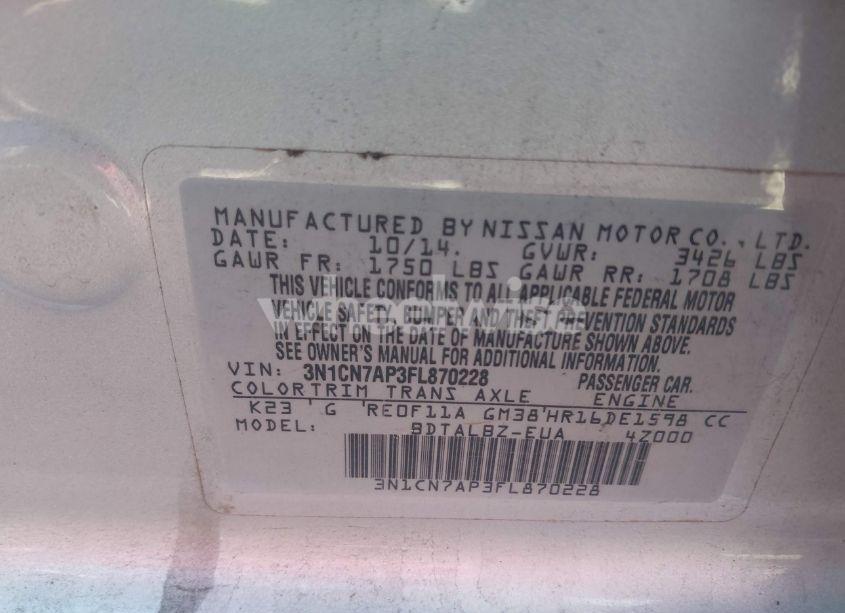 MANUFACTURED BY NISSAN MOTOR CO., LTD.
DATE: 10/14. GVWR: 3426 LBS
GAWR FR: 1750 LBS GAWR RR: 1708 LBS
THIS VEHICLE CONFORMS TO ALL APPLICABLE FEDERAL MOTOR
VEHICLE SAFETY, BUMPER AND THEFT PREVENTION STANDARDS
IN EFFECT ON THE DATE OF MANUFACTURE SHOWN ABOVE.
SEE OWNER'S MANUAL FOR ADDITIONAL INFORMATION.
VIN: 3N1CN7AP3FL870228 PASSENGER CAR.
COLORTRIM TRANS AXLE ENGINE
K23 'G 'RE0F11A GM38'HR16DE1598 CC
MODEL: BDTALBZ-EUA 4Z000
3N1CN7AP3FL870228